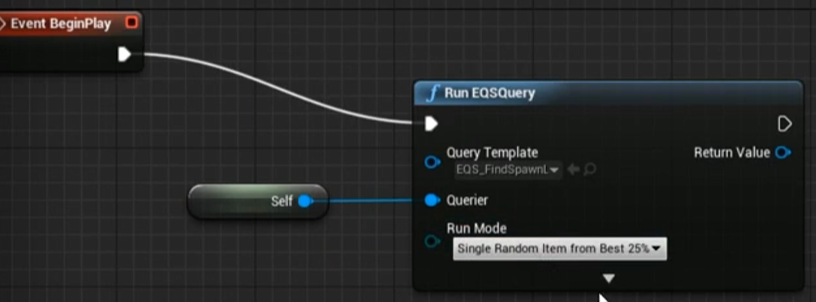 Event BeginPlay
f Run EQSQuery
Query Template
EQS_FindSpawnL
Return Value
Self
Querier
Run Mode
Single Random Item from Best 25%